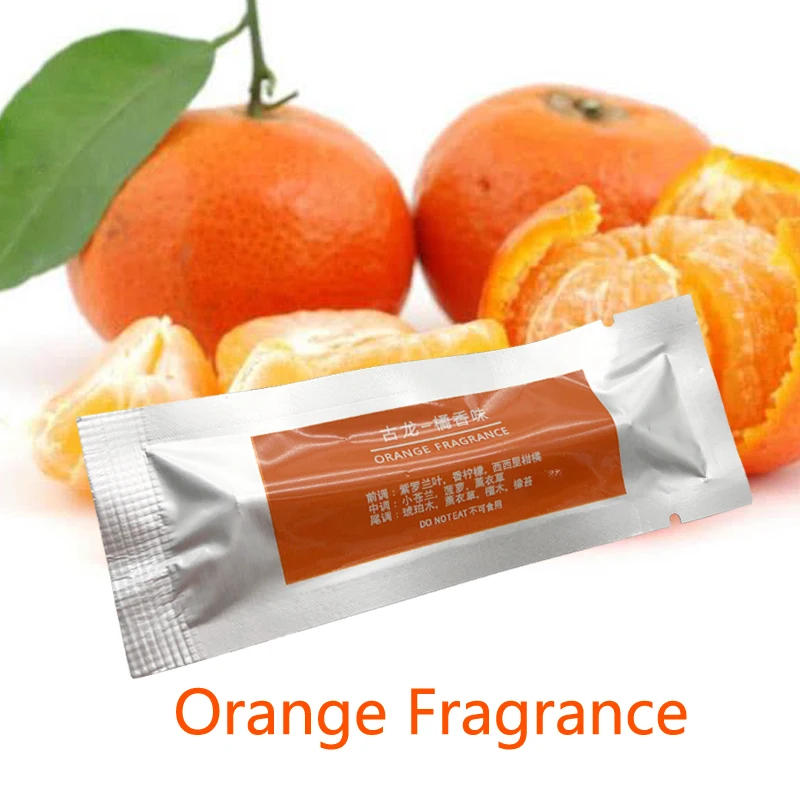 古龙-橘香味
ORANGE FRAGRANCE
前调：紫罗兰叶，香柠檬，西西里柑橘
中调：小苍兰，菠萝，薰衣草
尾调：琥珀木，薰衣草，檀木，橡苔
DO NOT EAT 不可食用
Orange Fragrance